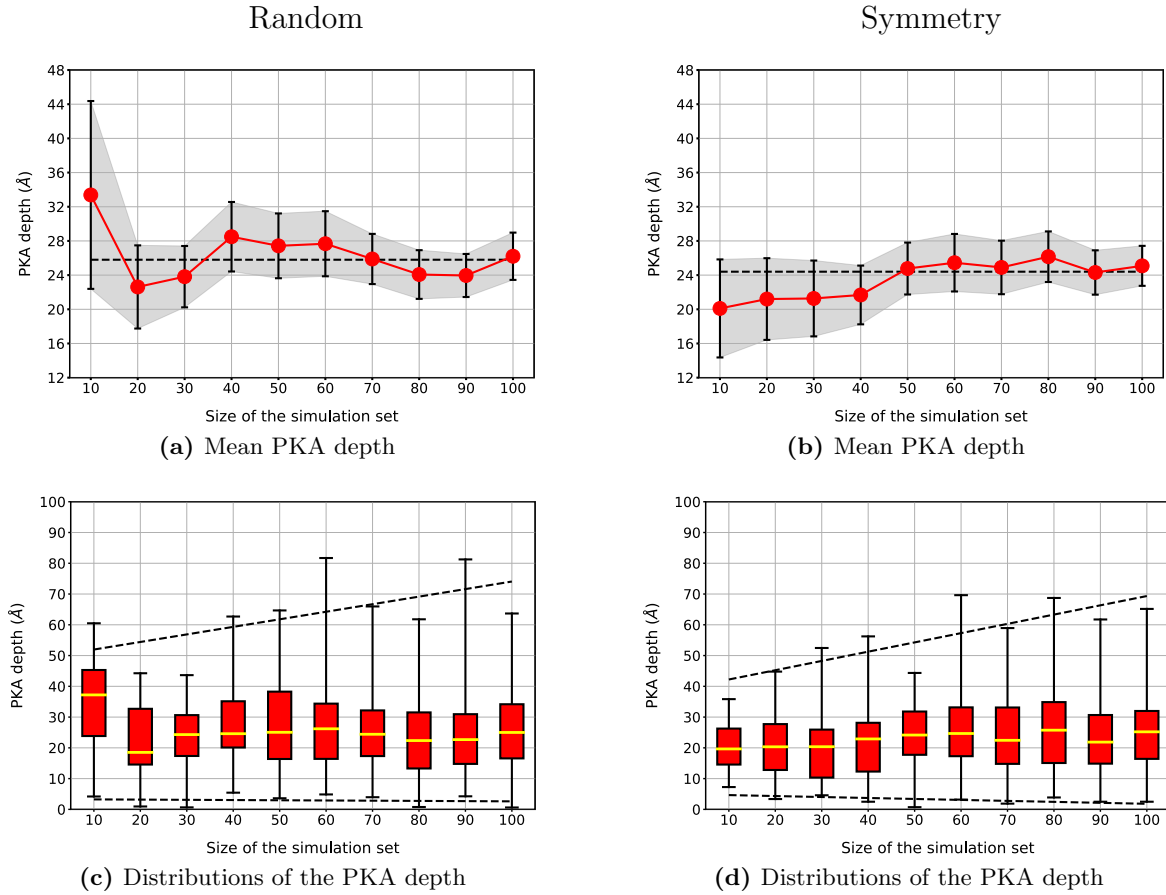 Random
Symmetry
48
44
40
36
32
28
24
20
16
12
PKA depth (Å)
10 20 30 40 50 60 70 80 90 100
Size of the simulation set
(a) Mean PKA depth
48
44
40
36
32
28
24
20
16
12
PKA depth (Å)
10 20 30 40 50 60 70 80 90 100
Size of the simulation set
(b) Mean PKA depth
100
90
80
70
60
50
40
30
20
10
0
PKA depth (Å)
10 20 30 40 50 60 70 80 90 100
Size of the simulation set
(c) Distributions of the PKA depth
100
90
80
70
60
50
40
30
20
10
0
PKA depth (Å)
10 20 30 40 50 60 70 80 90 100
Size of the simulation set
(d) Distributions of the PKA depth